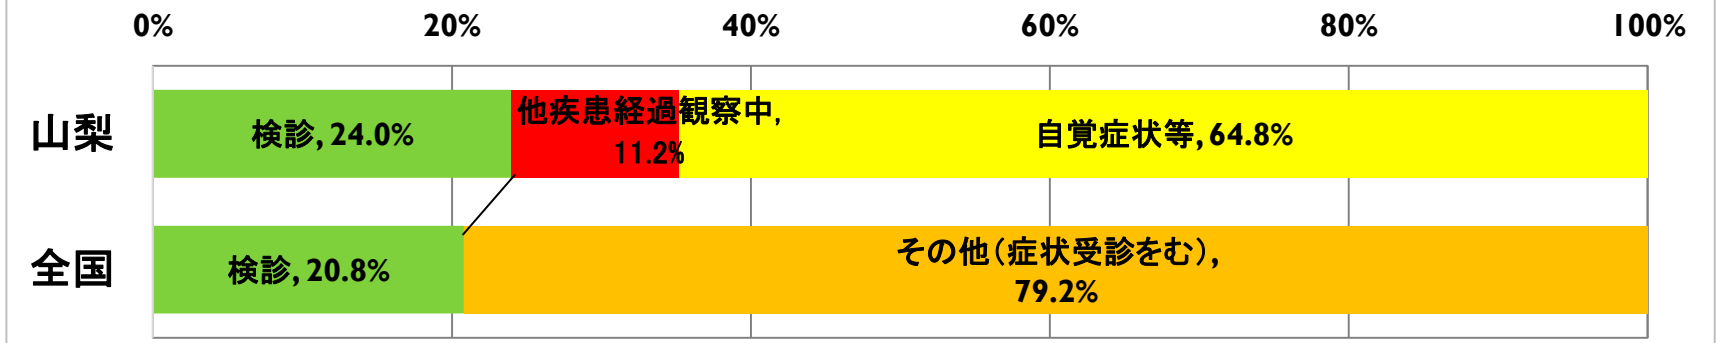 0% 20% 40% 60% 80% 100%
山梨
検診, 24.0%
他疾患経過観察中,
11.2%
自覚症状等, 64.8%
全国
検診, 20.8%
その他(症状受診をむ),
79.2%